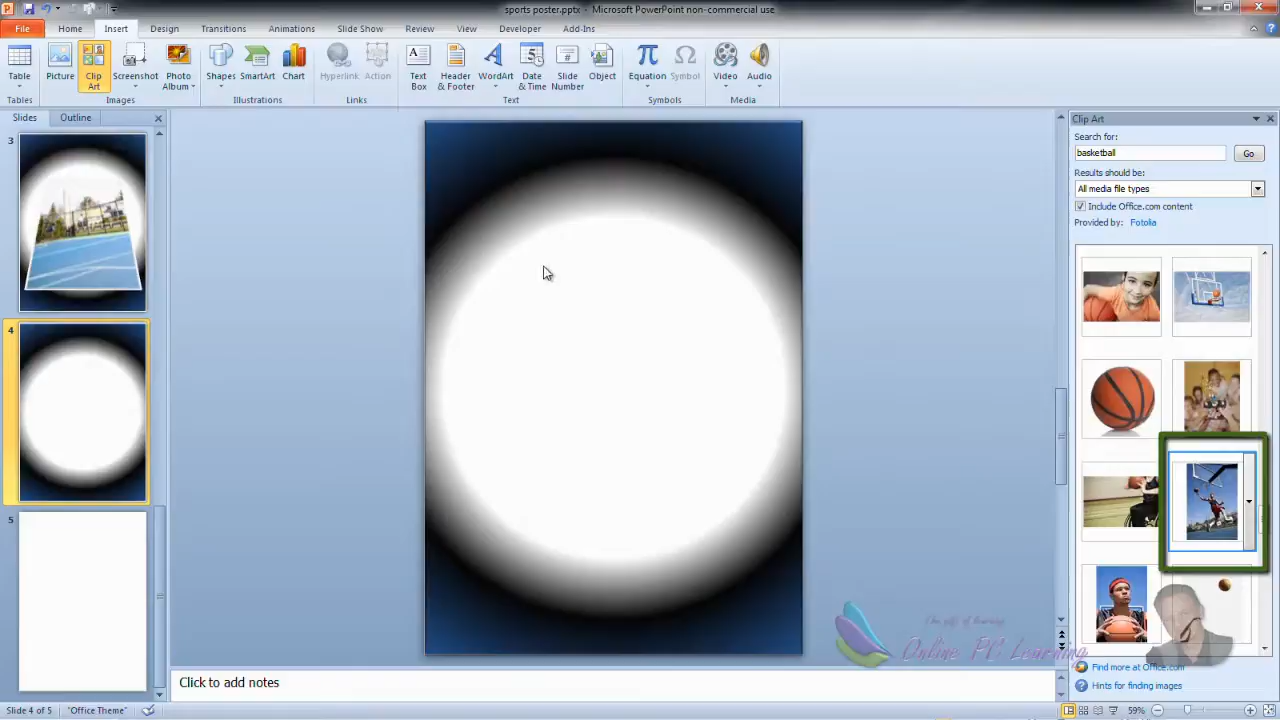 sports poster.pptx - Microsoft PowerPoint non-commercial use
File Home Insert Design Transitions Animations Slide Show Review View Developer Add-Ins
Table Picture Clip Art Screenshot Photo Album Shapes SmartArt Chart Hyperlink Action Text Box Header & Footer WordArt Date & Time Slide Number Object Equation Symbol Video Audio
Tables Images Illustrations Links Text Symbols Media
Slides Outline
Clip Art
Search for:
basketball Go
Results should be:
All media file types
Include Office.com content
Provided by: Fotolia
3
4
5
The gift of learning
Online PC Learning
Find more at Office.com
Hints for finding images
Click to add notes
Slide 4 of 5 "Office Theme" 59%